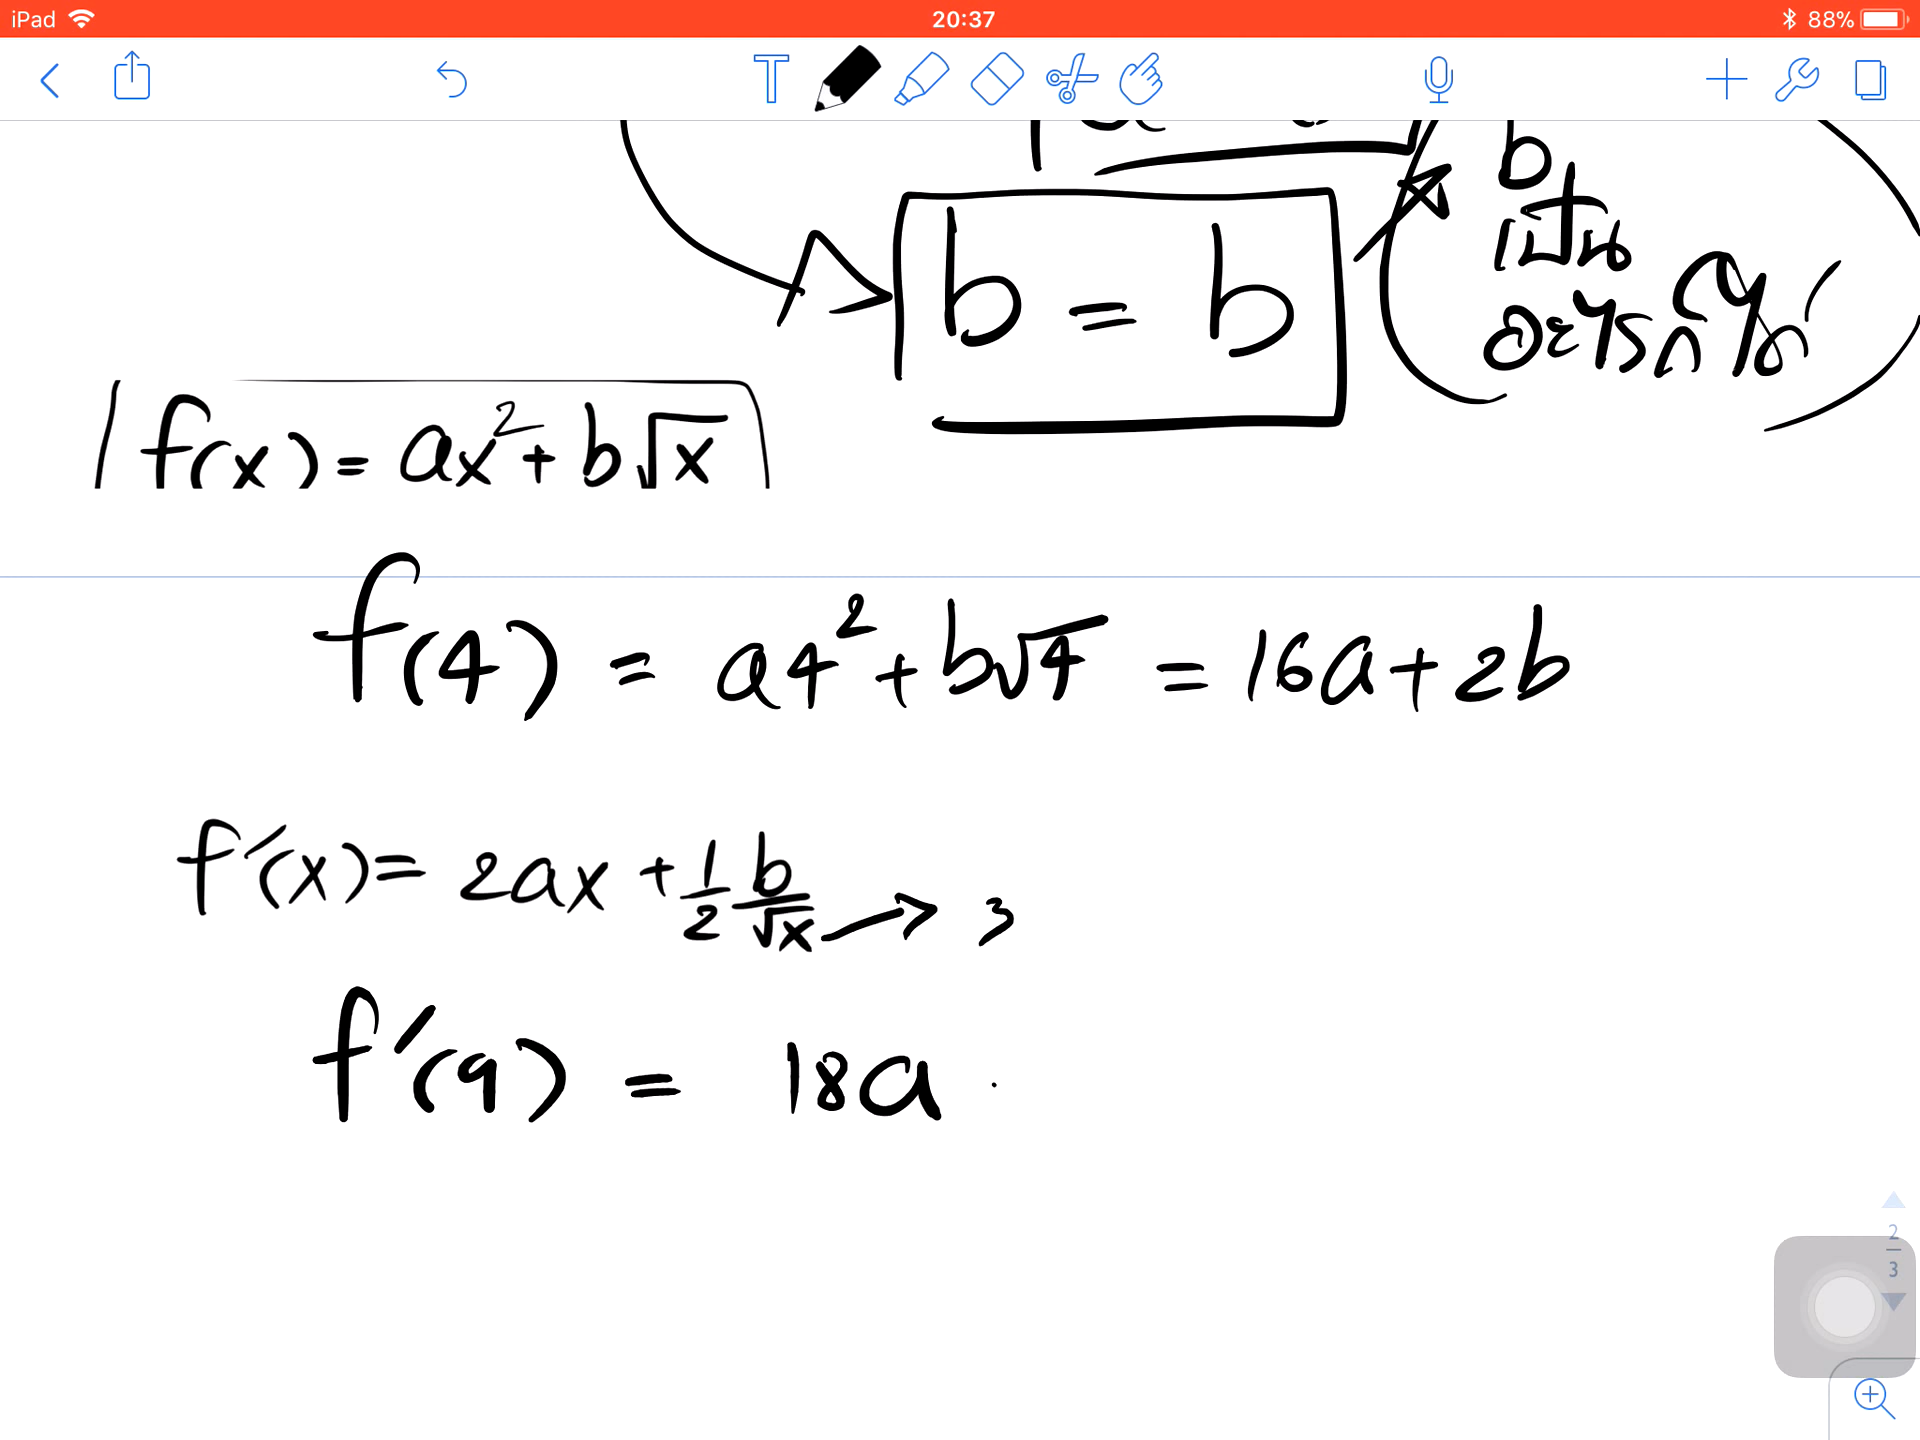 iPad 20:37 88%
T
b = b
b
เป็น
อะไรก็ได้
f(x) = ax² + b√x
f(4) = a4² + b√4 = 16a + 2b
f'(x) = 2ax + 1/2 b/√x → 3
f'(9) = 18a
2
3